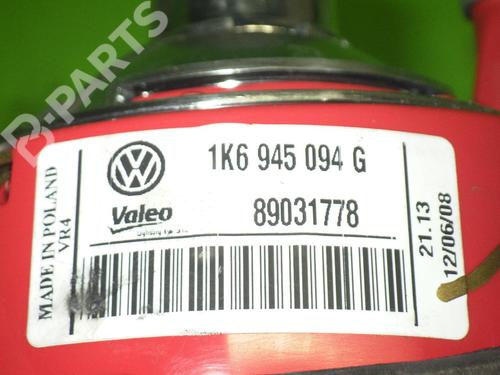 B-PARTS
1K6 945 094 G
Valeo
89031778
MADE IN POLAND
VR4
21.13
12/06/08